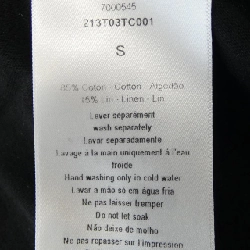 7000545
213T03TC001
S
85% Coton - Cotton - Algodão
15% Lin - Linen - Lin
Laver separément
wash separately
Lavar separadamente
Lavage à la main uniquement à l'eau
froide
Hand washing only in cold water
Lavar a mão só em água fria
Ne pas laisser tremper
Do not let soak
Não deixe de molho
Ne pas repasser sur l'impression